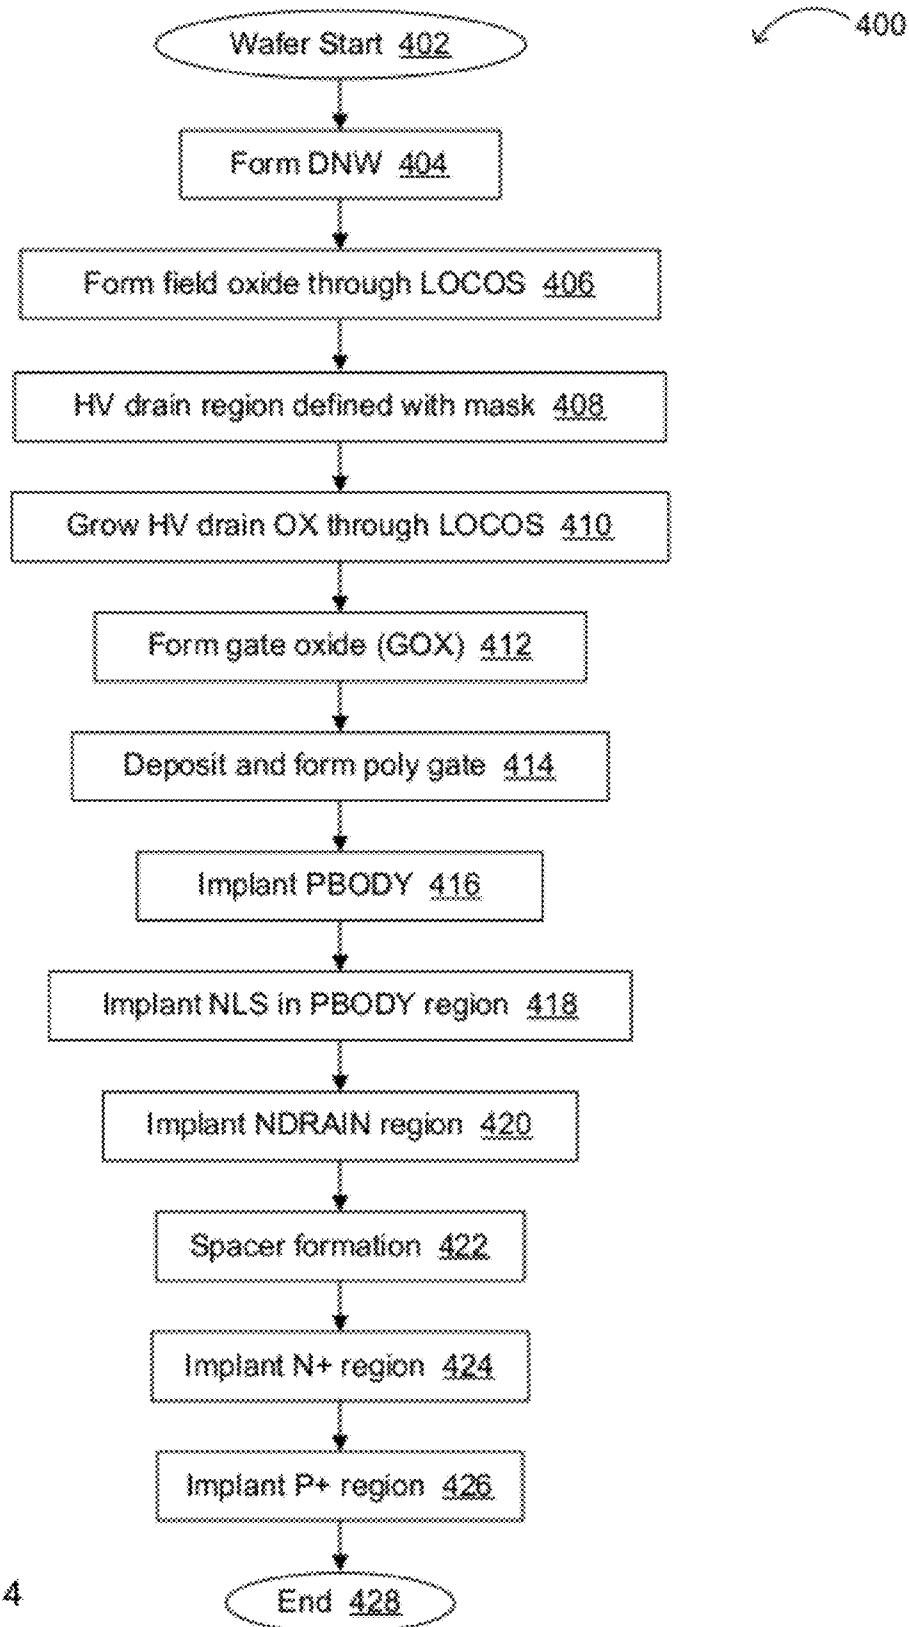 Wafer Start 402
400
Form DNW 404
Form field oxide through LOCOS 406
HV drain region defined with mask 408
Grow HV drain OX through LOCOS 410
Form gate oxide (GOX) 412
Deposit and form poly gate 414
Implant PBODY 416
Implant NLS in PBODY region 418
Implant NDRAIN region 420
Spacer formation 422
Implant N+ region 424
Implant P+ region 426
End 428
4